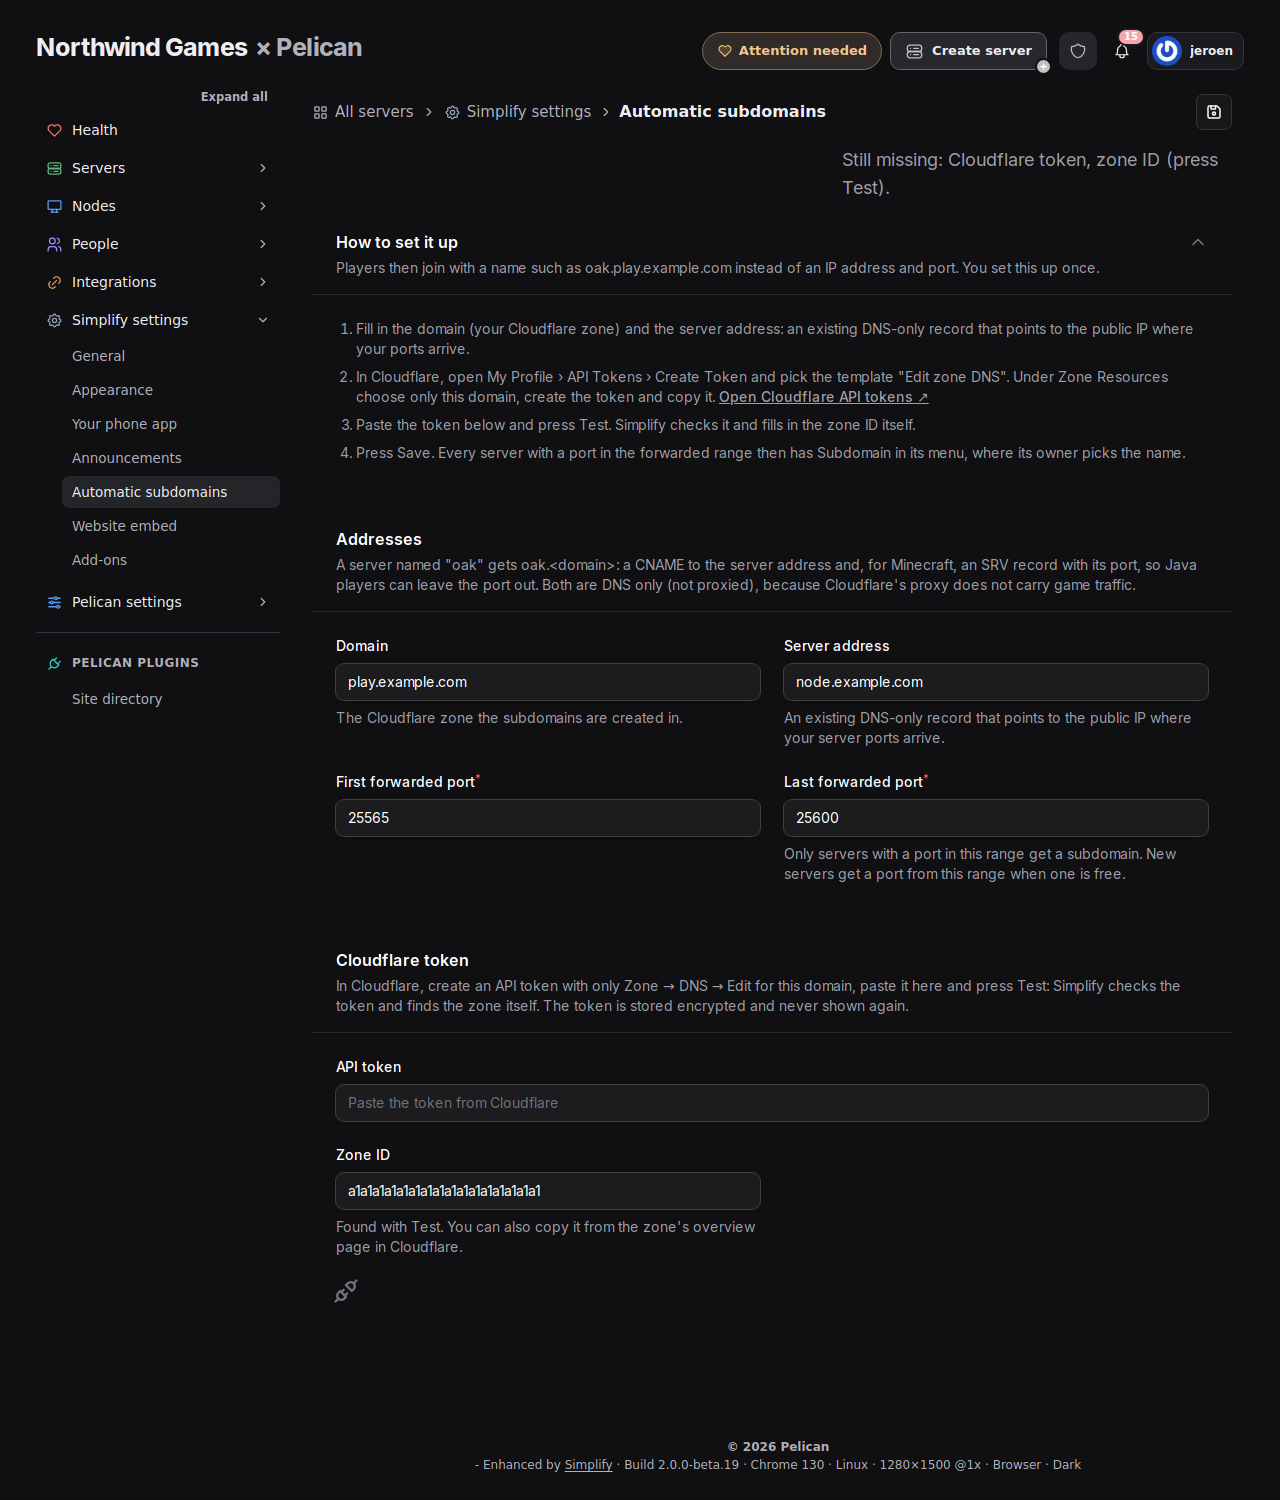 Northwind Games × Pelican
Attention needed
Create server
15
jeroen
Expand all
Health
Servers
Nodes
People
Integrations
Simplify settings
General
Appearance
Your phone app
Announcements
Automatic subdomains
Website embed
Add-ons
Pelican settings
PELICAN PLUGINS
Site directory
All servers > Simplify settings > Automatic subdomains
Still missing: Cloudflare token, zone ID (press
Test).
How to set it up
Players then join with a name such as oak.play.example.com instead of an IP address and port. You set this up once.
1. Fill in the domain (your Cloudflare zone) and the server address: an existing DNS-only record that points to the public IP where
your ports arrive.
2. In Cloudflare, open My Profile › API Tokens › Create Token and pick the template "Edit zone DNS". Under Zone Resources
choose only this domain, create the token and copy it. Open Cloudflare API tokens ↗
3. Paste the token below and press Test. Simplify checks it and fills in the zone ID itself.
4. Press Save. Every server with a port in the forwarded range then has Subdomain in its menu, where its owner picks the name.
Addresses
A server named "oak" gets oak.<domain>: a CNAME to the server address and, for Minecraft, an SRV record with its port, so Java
players can leave the port out. Both are DNS only (not proxied), because Cloudflare's proxy does not carry game traffic.
Domain
play.example.com
The Cloudflare zone the subdomains are created in.
Server address
node.example.com
An existing DNS-only record that points to the public IP where
your server ports arrive.
First forwarded port*
25565
Last forwarded port*
25600
Only servers with a port in this range get a subdomain. New
servers get a port from this range when one is free.
Cloudflare token
In Cloudflare, create an API token with only Zone → DNS → Edit for this domain, paste it here and press Test: Simplify checks the
token and finds the zone itself. The token is stored encrypted and never shown again.
API token
Paste the token from Cloudflare
Zone ID
a1a1a1a1a1a1a1a1a1a1a1a1a1a1a1a1
Found with Test. You can also copy it from the zone's overview
page in Cloudflare.
© 2026 Pelican
- Enhanced by Simplify · Build 2.0.0-beta.19 · Chrome 130 · Linux · 1280×1500 @1x · Browser · Dark